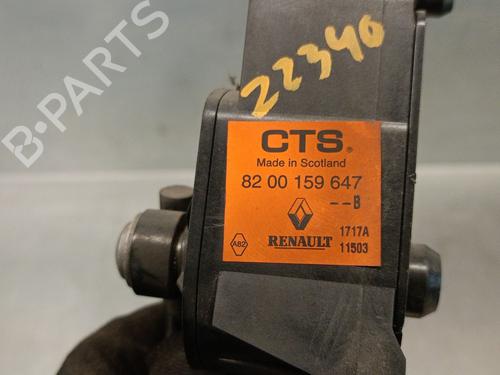 B-PARTS
22340
CTS®
Made in Scotland
82 00 159 647
--B
RENAULT
1717A
A82
11503